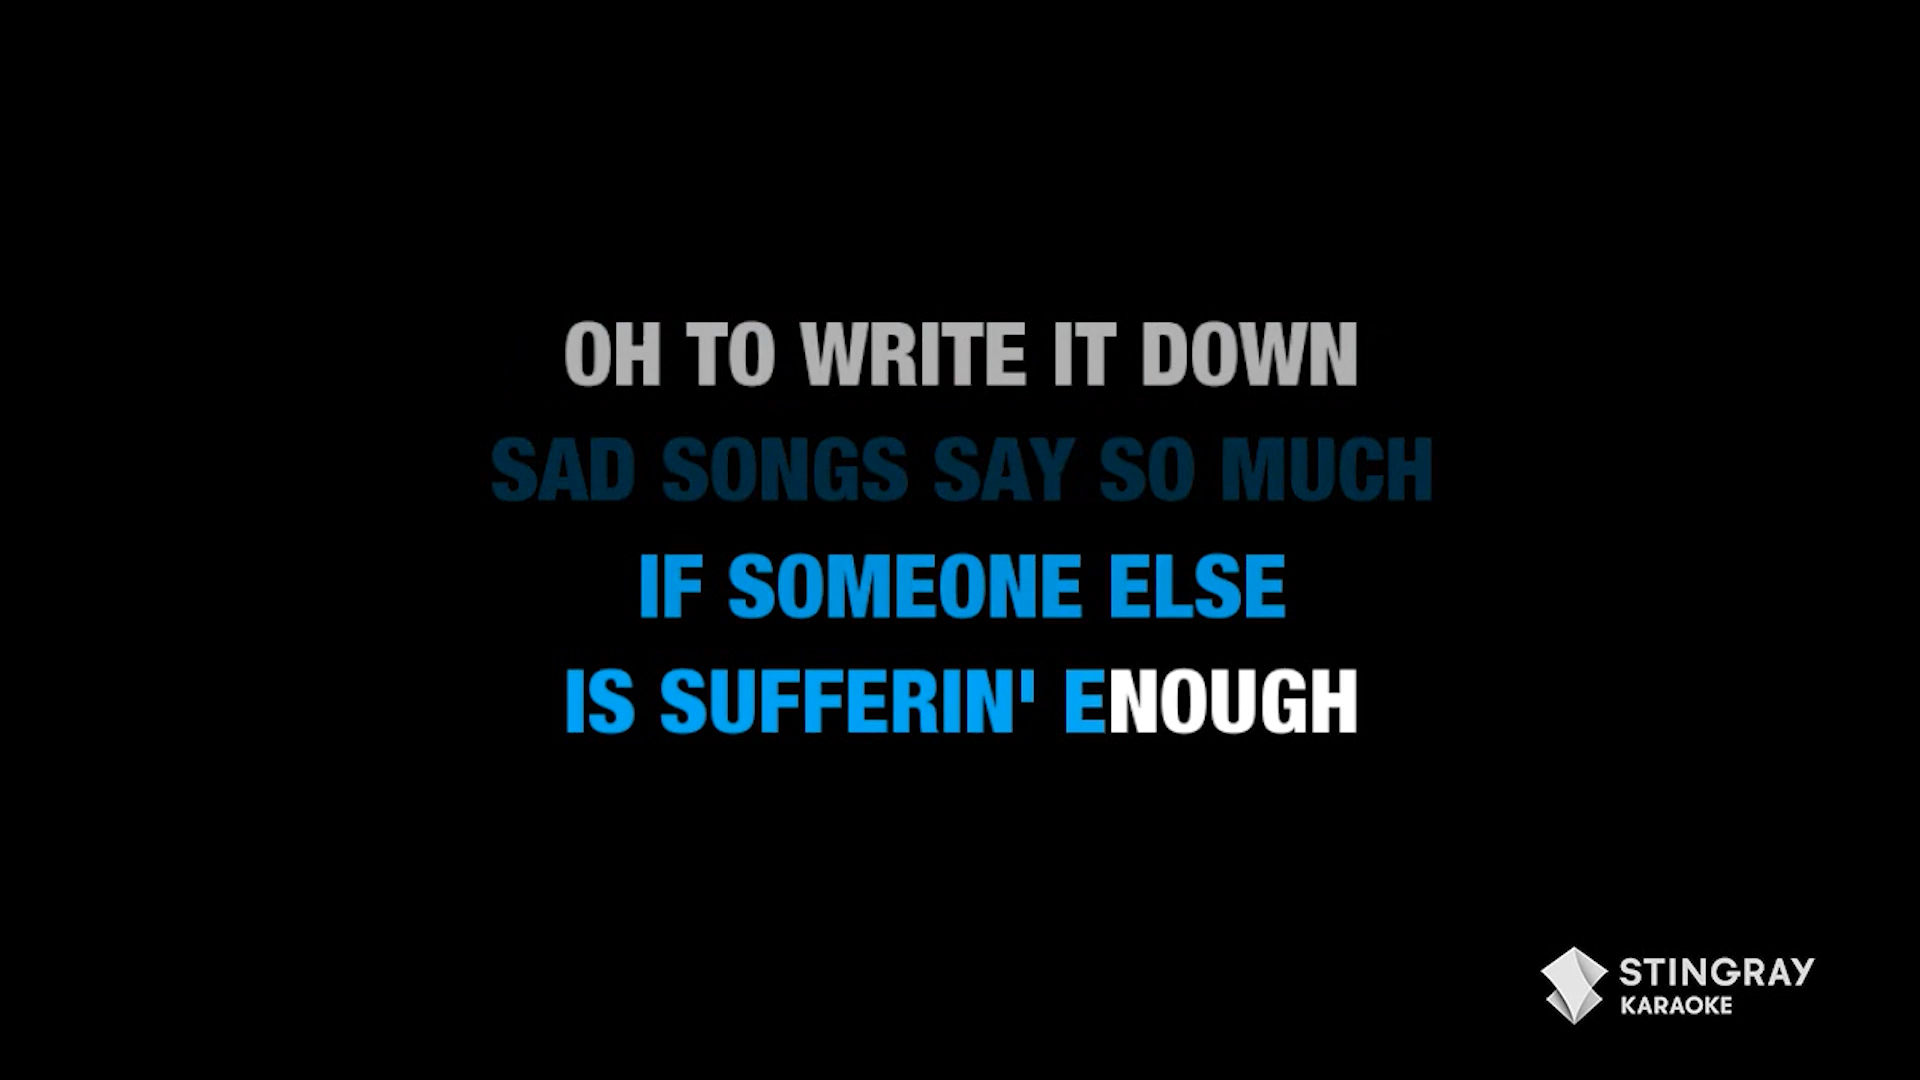 OH TO WRITE IT DOWN
SAD SONGS SAY SO MUCH
IF SOMEONE ELSE
IS SUFFERIN' ENOUGH
STINGRAY
KARAOKE